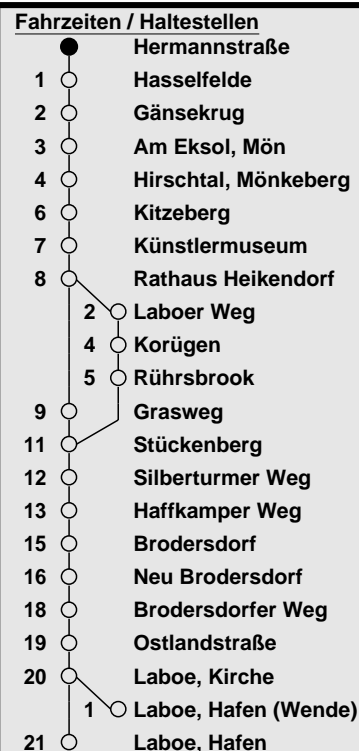 Fahrzeiten / Haltestellen
Hermannstraße
1 Hasselfelde
2 Gänsekrug
3 Am Eksol, Mön
4 Hirschtal, Mönkeberg
6 Kitzeberg
7 Künstlermuseum
8 Rathaus Heikendorf
2 Laboer Weg
4 Korügen
5 Rührsbrook
9 Grasweg
11 Stückenberg
12 Silberturmer Weg
13 Haffkamper Weg
15 Brodersdorf
16 Neu Brodersdorf
18 Brodersdorfer Weg
19 Ostlandstraße
20 Laboe, Kirche
1 Laboe, Hafen (Wende)
21 Laboe, Hafen